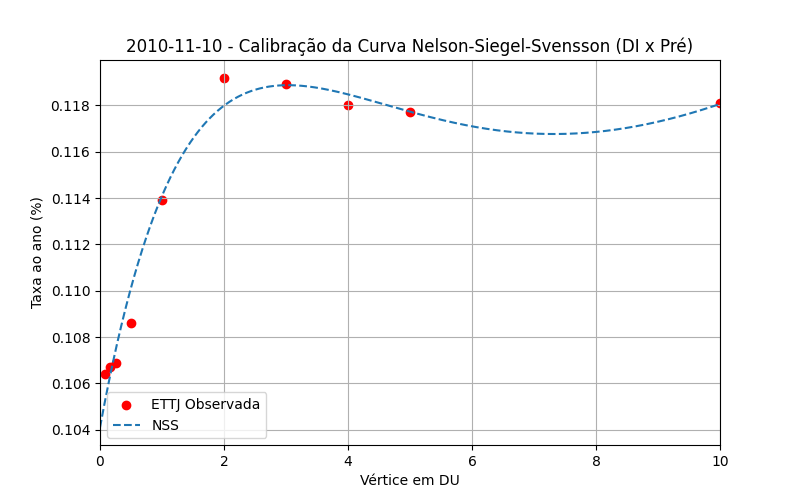 2010-11-10 - Calibração da Curva Nelson-Siegel-Svensson (DI x Pré)
Taxa ao ano (%)
0.118
0.116
0.114
0.112
0.110
0.108
0.106
0.104
ETTJ Observada
NSS
0 2 4 6 8 10
Vértice em DU